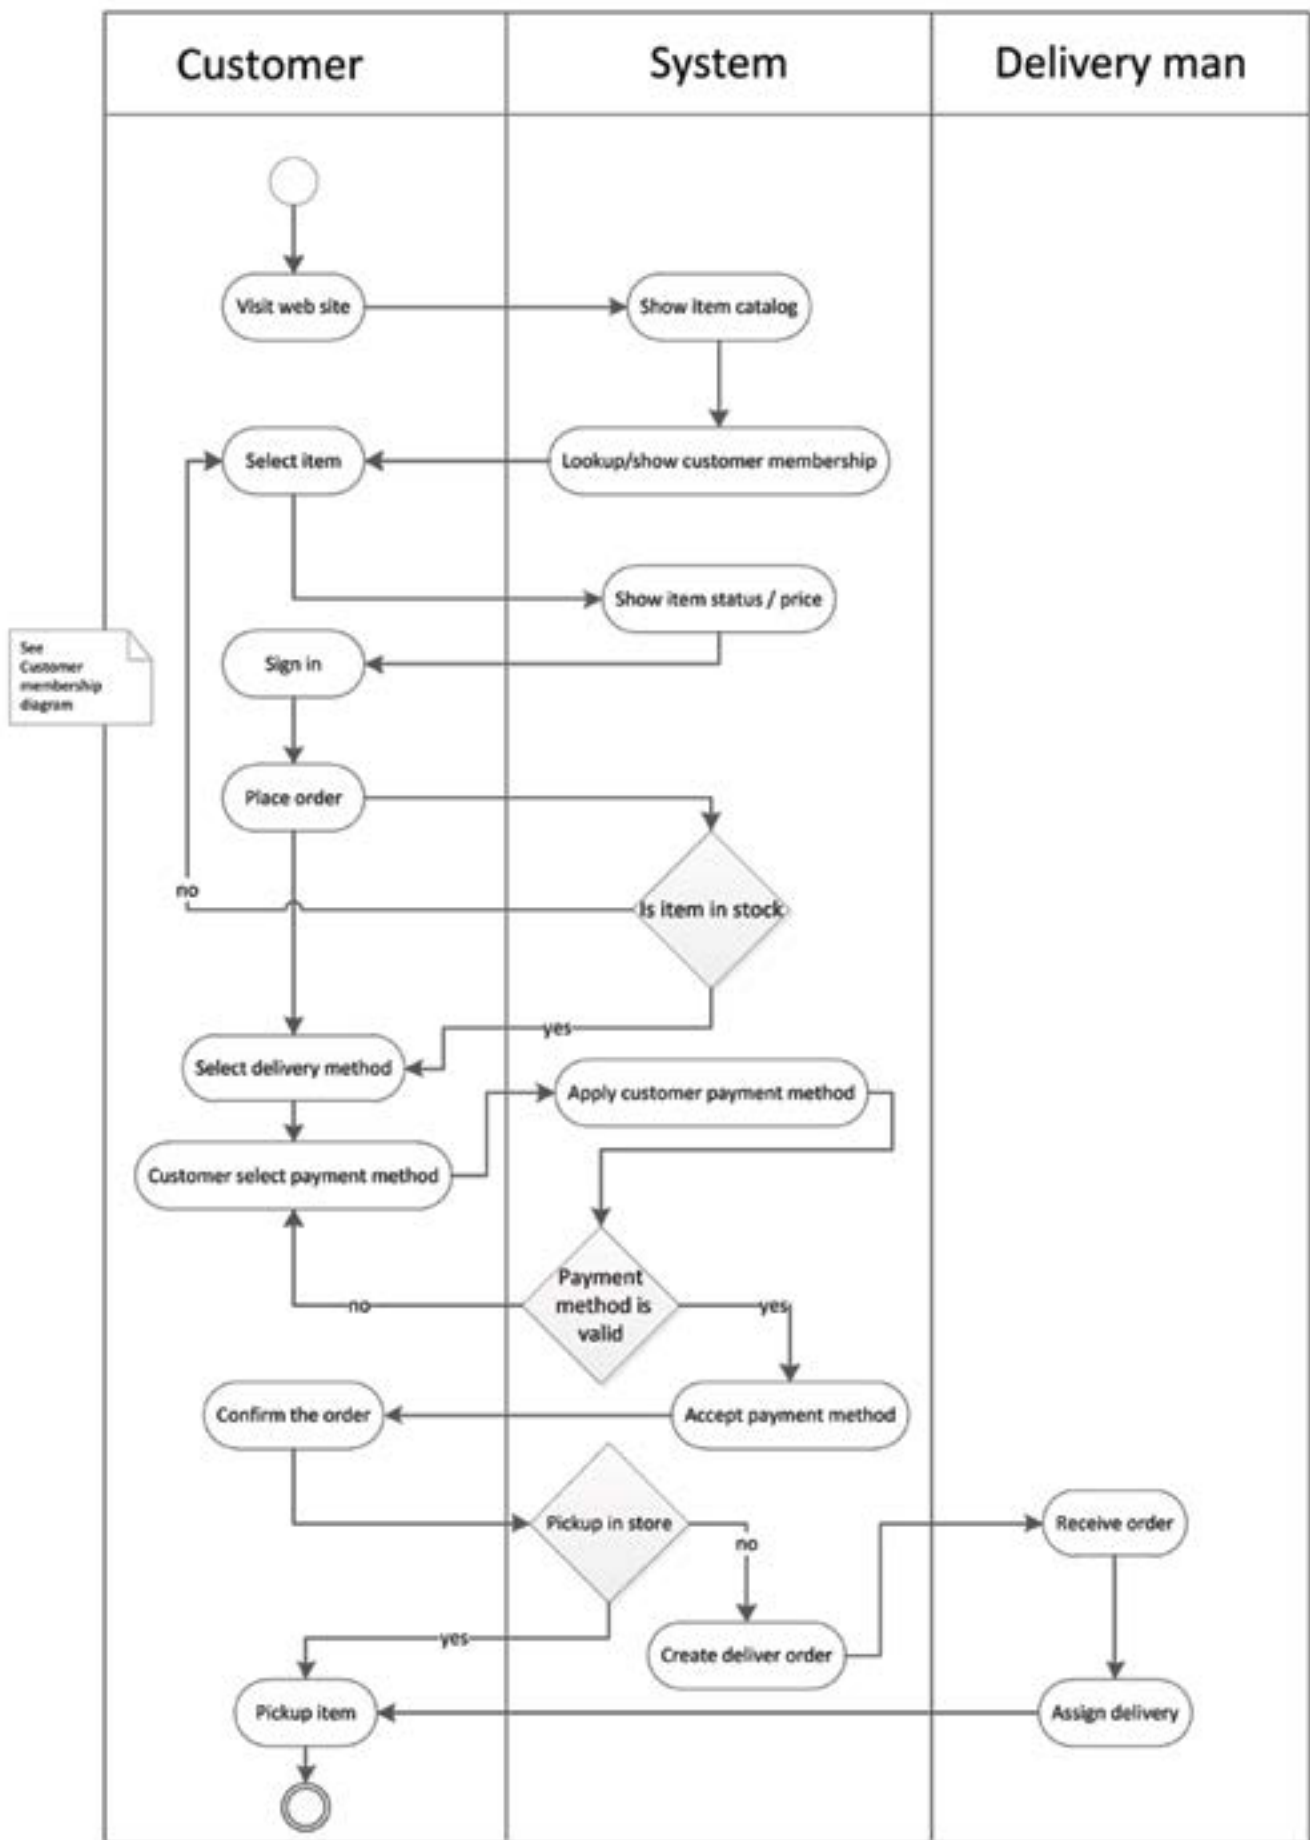 Customer
System
Delivery man
Visit web site
Show item catalog
Select item
Lookup/show customer membership
Show item status / price
See
Customer
membership
diagram
Sign in
Place order
no
Is item in stock
yes
Select delivery method
Apply customer payment method
Customer select payment method
Payment
method is
valid
no
yes
Confirm the order
Accept payment method
Pickup in store
no
Receive order
yes
Create deliver order
Pickup item
Assign delivery